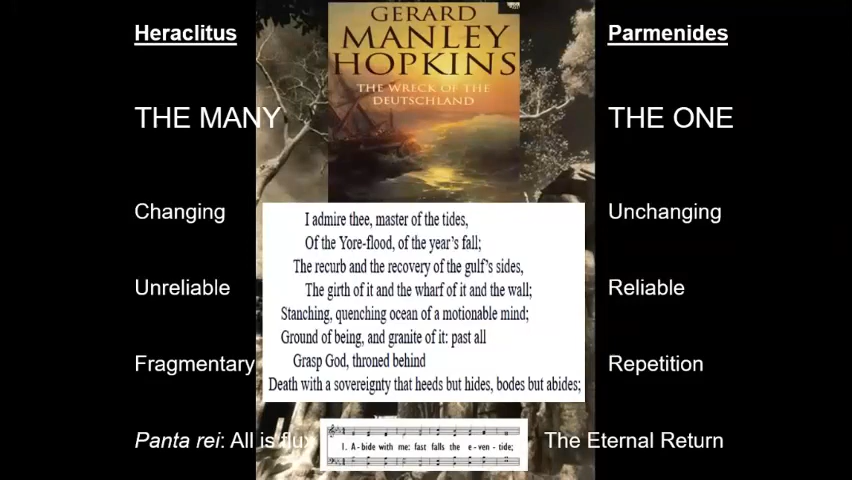 Heraclitus
THE MANY
Changing
Unreliable
Fragmentary
Panta rei: All is flux
GERARD
MANLEY
HOPKINS
THE WRECK OF THE
DEUTSCHLAND
I admire thee, master of the tides,
Of the Yore-flood, of the year's fall;
The recurb and the recovery of the gulf's sides,
The girth of it and the wharf of it and the wall;
Stanching, quenching ocean of a motionable mind;
Ground of being, and granite of it: past all
Grasp God, throned behind
Death with a sovereignty that heeds but hides, bodes but abides;
1. A-bide with me: fast falls the e-ven-tide;
Parmenides
THE ONE
Unchanging
Reliable
Repetition
The Eternal Return